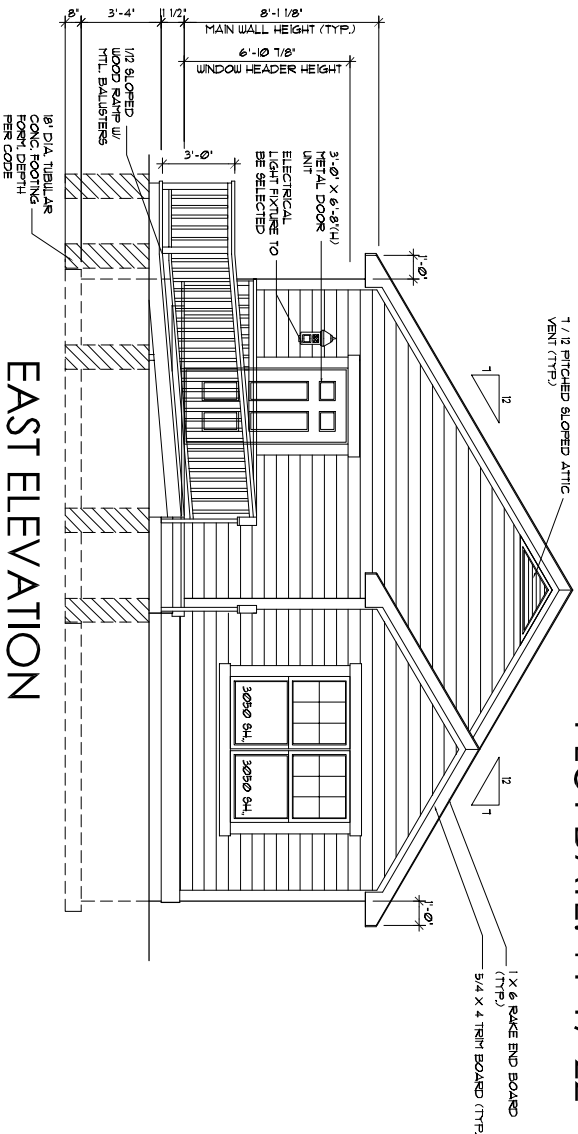 7 / 12 PITCHED SLOPED ATTIC
VENT (TYP.)
12
7
12
7
1 X 6 RAKE END BOARD
(TYP.)
5/4 X 4 TRIM BOARD (TYP.
1'-0"
1'-0"
8'-1 1/8"
MAIN WALL HEIGHT (TYP.)
6'-10 7/8"
WINDOW HEADER HEIGHT
3'-0" X 6'-8"(H)
METAL DOOR
UNIT
ELECTRICAL
LIGHT FIXTURE TO
BE SELECTED
3'-0"
3050 S.H.,
3050 S.H.,
1 1/2"
3'-4"
8"
1/12 SLOPED
WOOD RAMP W/
MTL. BALUSTERS
18" DIA. TUBULAR
CONC. FOOTING
FORM, DEPTH
PER CODE
EAST ELEVATION